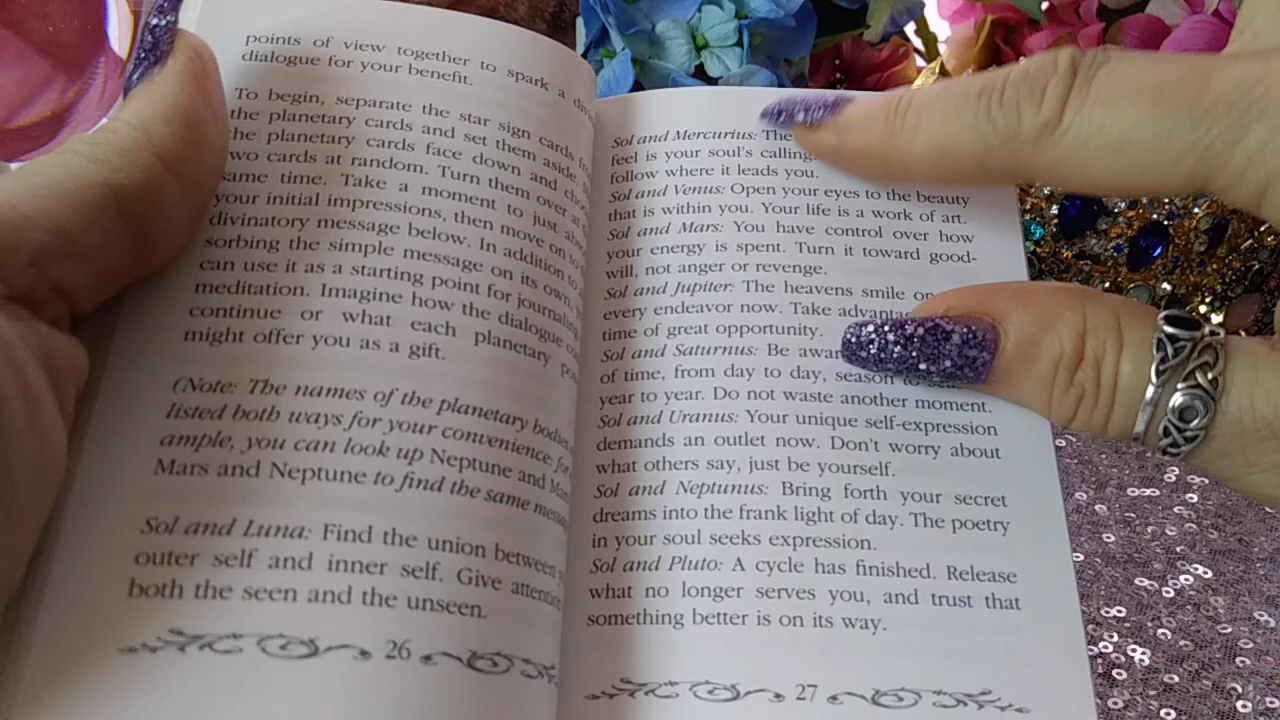 points of view together to spark a
dialogue for your benefit.
To begin, separate the star sign cards
the planetary cards and set them aside.
the planetary cards face down and
two cards at random. Turn them over at
same time. Take a moment to just
your initial impressions, then move on to
divinatory message below. In addition to
sorbing the simple message on its own,
can use it as a starting point for journaling
meditation. Imagine how the dialogue
continue or what each planetary
might offer you as a gift.
(Note: The names of the planetary bodies
listed both ways for your convenience:
ample, you can look up Neptune and
Mars and Neptune to find the same
Sol and Luna: Find the union between
outer self and inner self. Give
both the seen and the unseen.
26
Sol and Mercurius: The
feel is your soul's calling.
follow where it leads you.
Sol and Venus: Open your eyes to the beauty
that is within you. Your life is a work of art.
Sol and Mars: You have control over how
your energy is spent. Turn it toward good-
will, not anger or revenge.
Sol and Jupiter: The heavens smile on
every endeavor now. Take
time of great opportunity.
Sol and Saturnus: Be
of time, from day to day, season to
year to year. Do not waste another moment.
Sol and Uranus: Your unique self-expression
demands an outlet now. Don't worry about
what others say, just be yourself.
Sol and Neptunus: Bring forth your secret
dreams into the frank light of day. The poetry
in your soul seeks expression.
Sol and Pluto: A cycle has finished. Release
what no longer serves you, and trust that
something better is on its way.
27